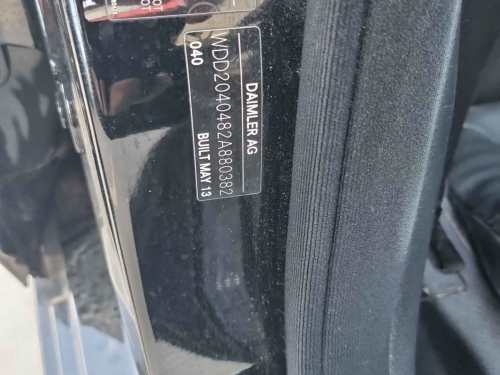 DAIMLER AG
WDD2040482A880382
040
BUILT MAY 13